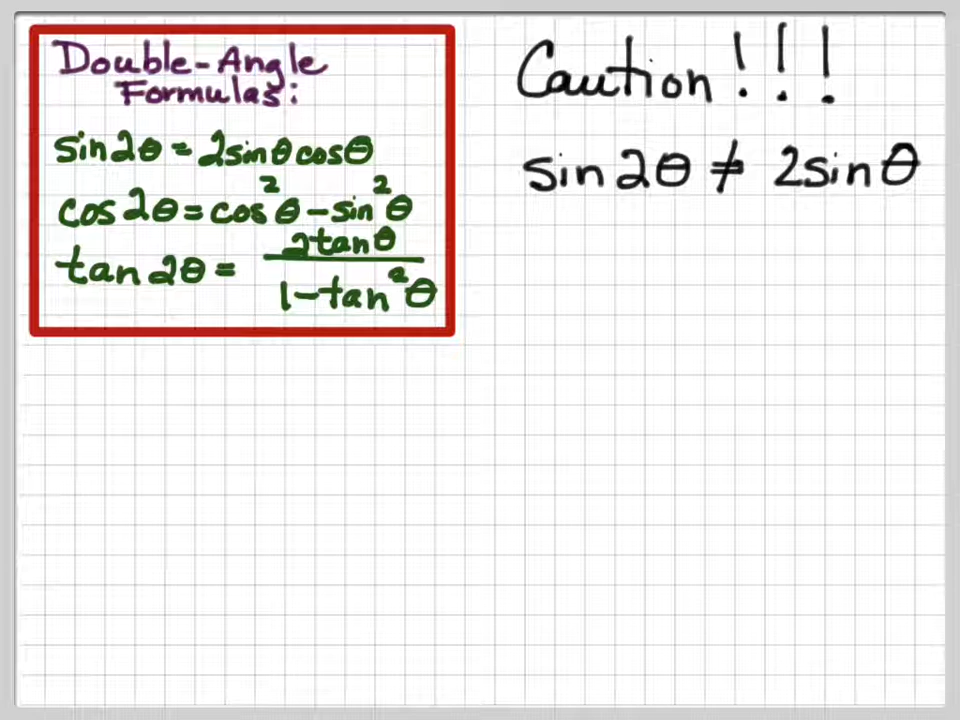 Double-Angle
Formulas:
sin2θ = 2sinθcosθ
cos2θ = cos²θ - sin²θ
tan2θ = 2tanθ / 1-tan²θ
Caution!!!
sin2θ ≠ 2sinθ